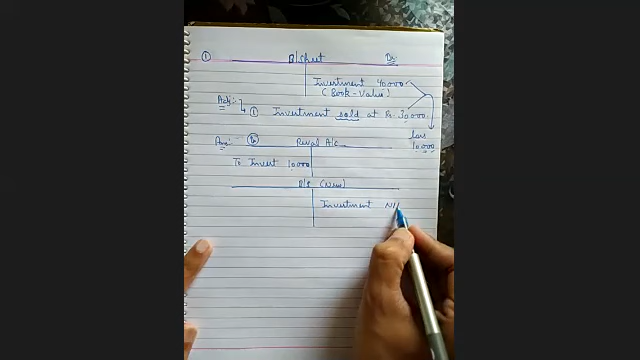 ① B/Sheet Dr.
Investment 40000
(Book-Value)
Adj:- ① Investment sold at Rs. 30000
loss
10000
Reval A/c
To Invest 10000
B/S (New)
Investment Nil